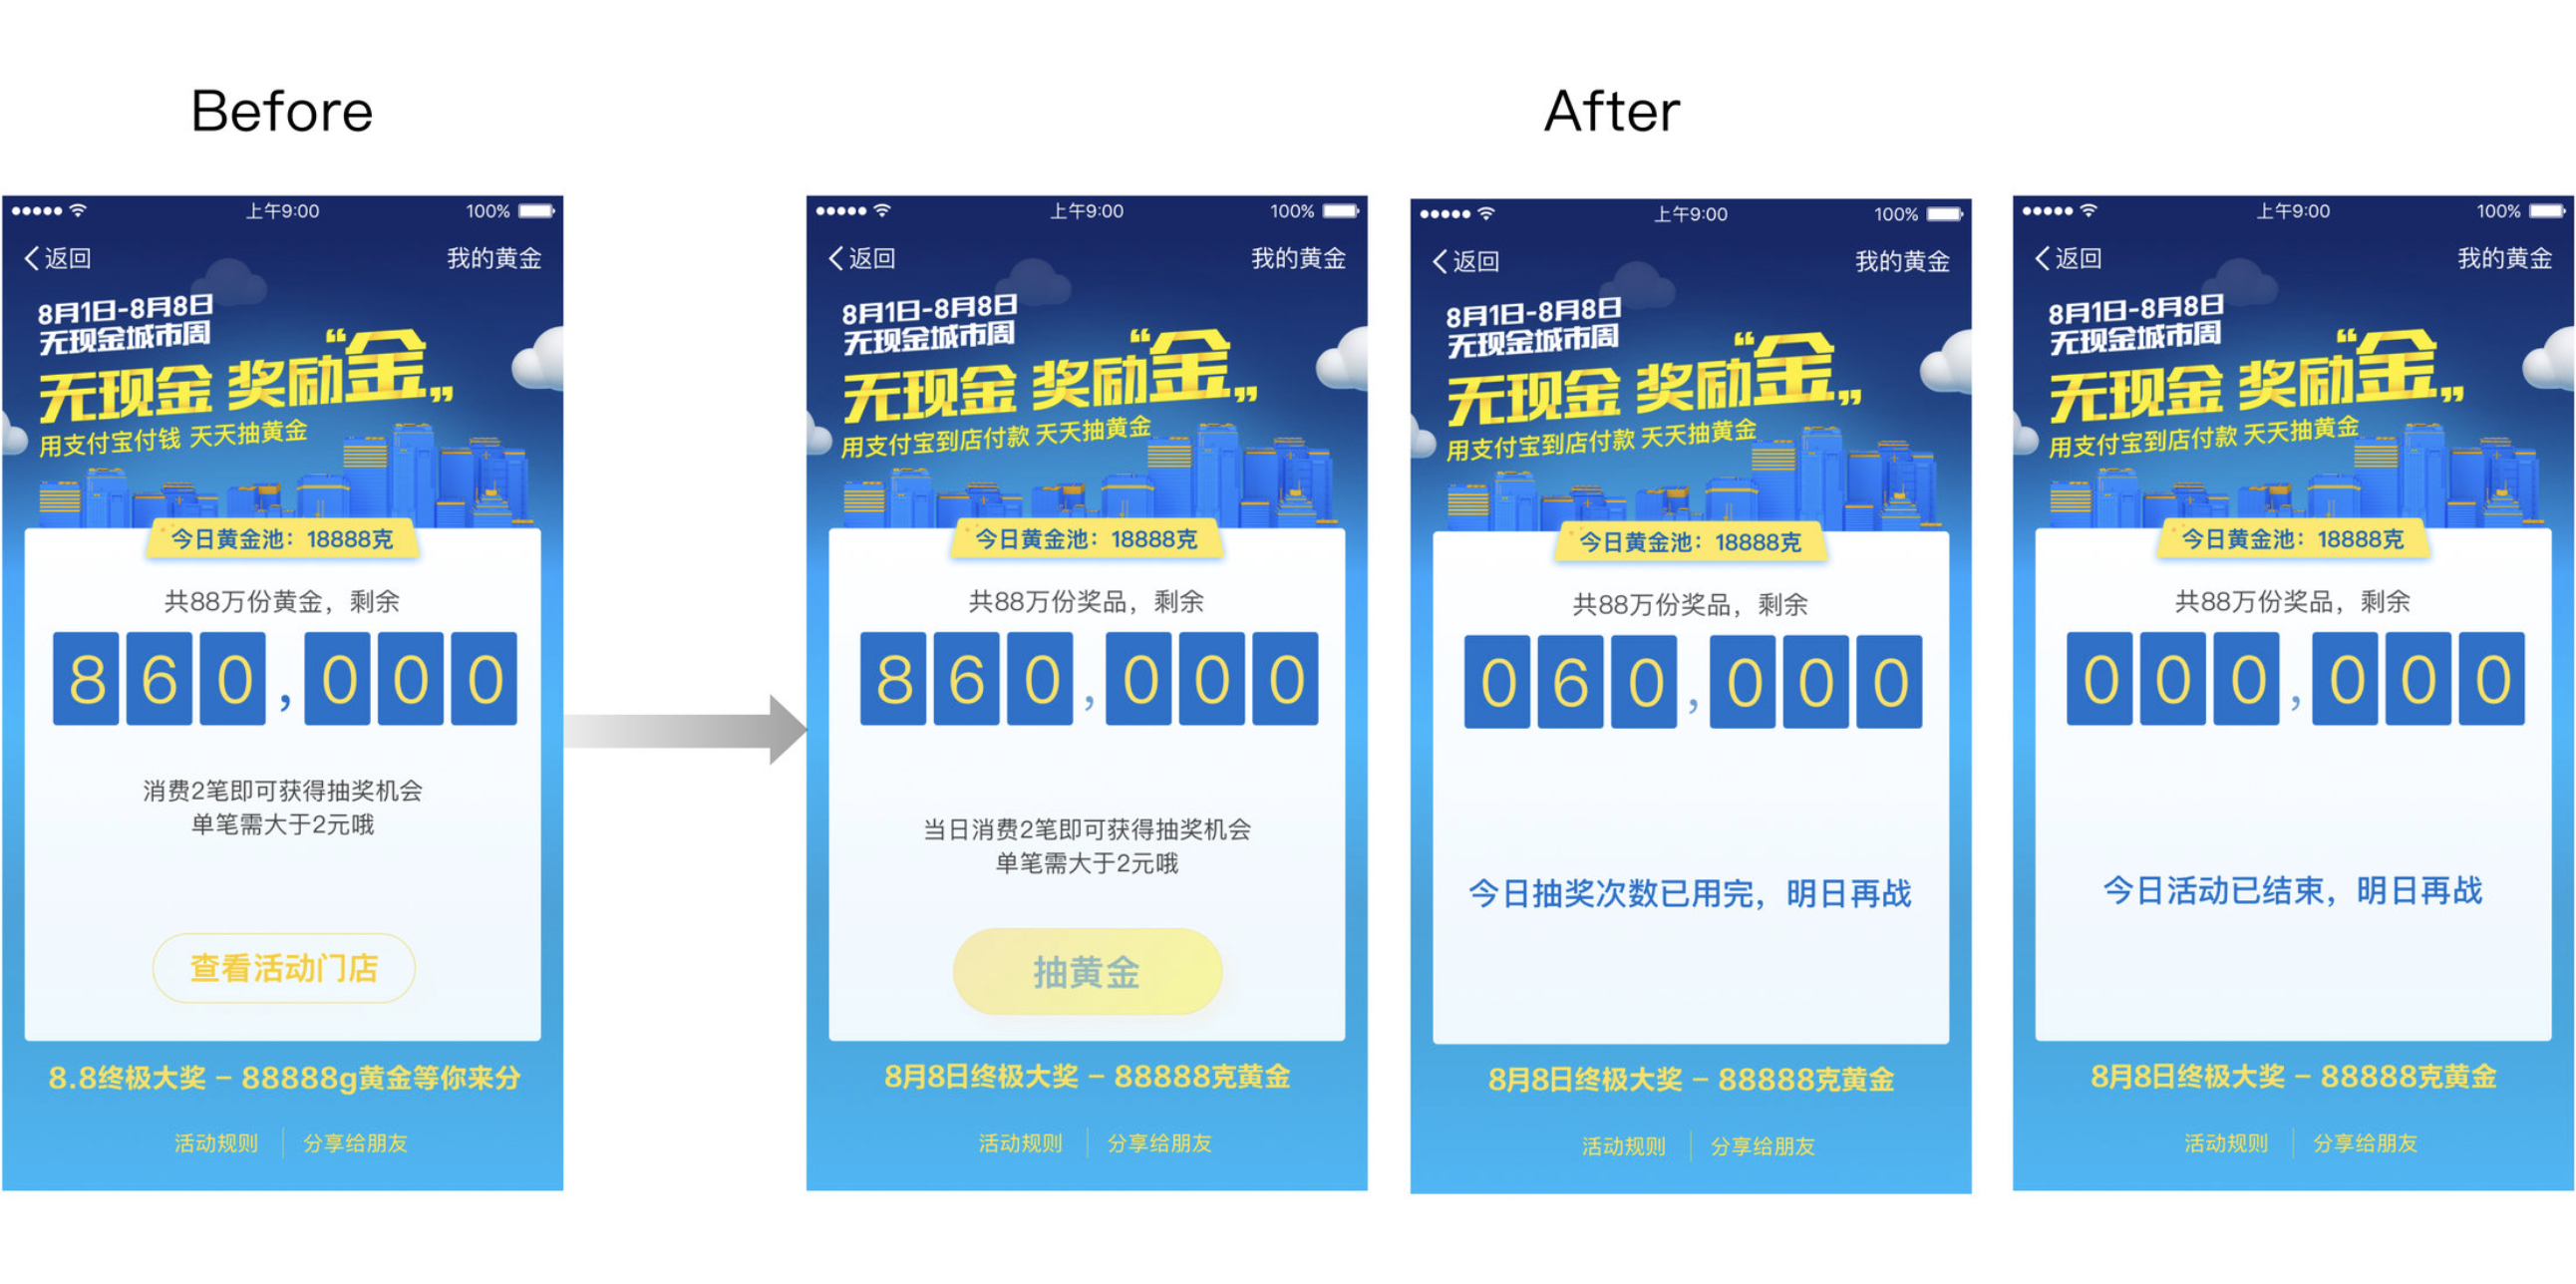 Before
After
上午9:00
100%
返回
我的黄金
8月1日-8月8日
无现金城市周
无现金 奖励“金”
用支付宝付钱 天天抽黄金
今日黄金池：18888克
共88万份黄金，剩余
860,000
消费2笔即可获得抽奖机会
单笔需大于2元哦
查看活动门店
8.8终极大奖 – 88888g黄金等你来分
活动规则
分享给朋友
上午9:00
100%
返回
我的黄金
8月1日-8月8日
无现金城市周
无现金 奖励“金”
用支付宝到店付款 天天抽黄金
今日黄金池：18888克
共88万份奖品，剩余
860,000
当日消费2笔即可获得抽奖机会
单笔需大于2元哦
抽黄金
8月8日终极大奖 – 88888克黄金
活动规则
分享给朋友
上午9:00
100%
返回
我的黄金
8月1日-8月8日
无现金城市周
无现金 奖励“金”
用支付宝到店付款 天天抽黄金
今日黄金池：18888克
共88万份奖品，剩余
060,000
今日抽奖次数已用完，明日再战
8月8日终极大奖 – 88888克黄金
活动规则
分享给朋友
上午9:00
100%
返回
我的黄金
8月1日-8月8日
无现金城市周
无现金 奖励“金”
用支付宝到店付款 天天抽黄金
今日黄金池：18888克
共88万份奖品，剩余
000,000
今日活动已结束，明日再战
8月8日终极大奖 – 88888克黄金
活动规则
分享给朋友